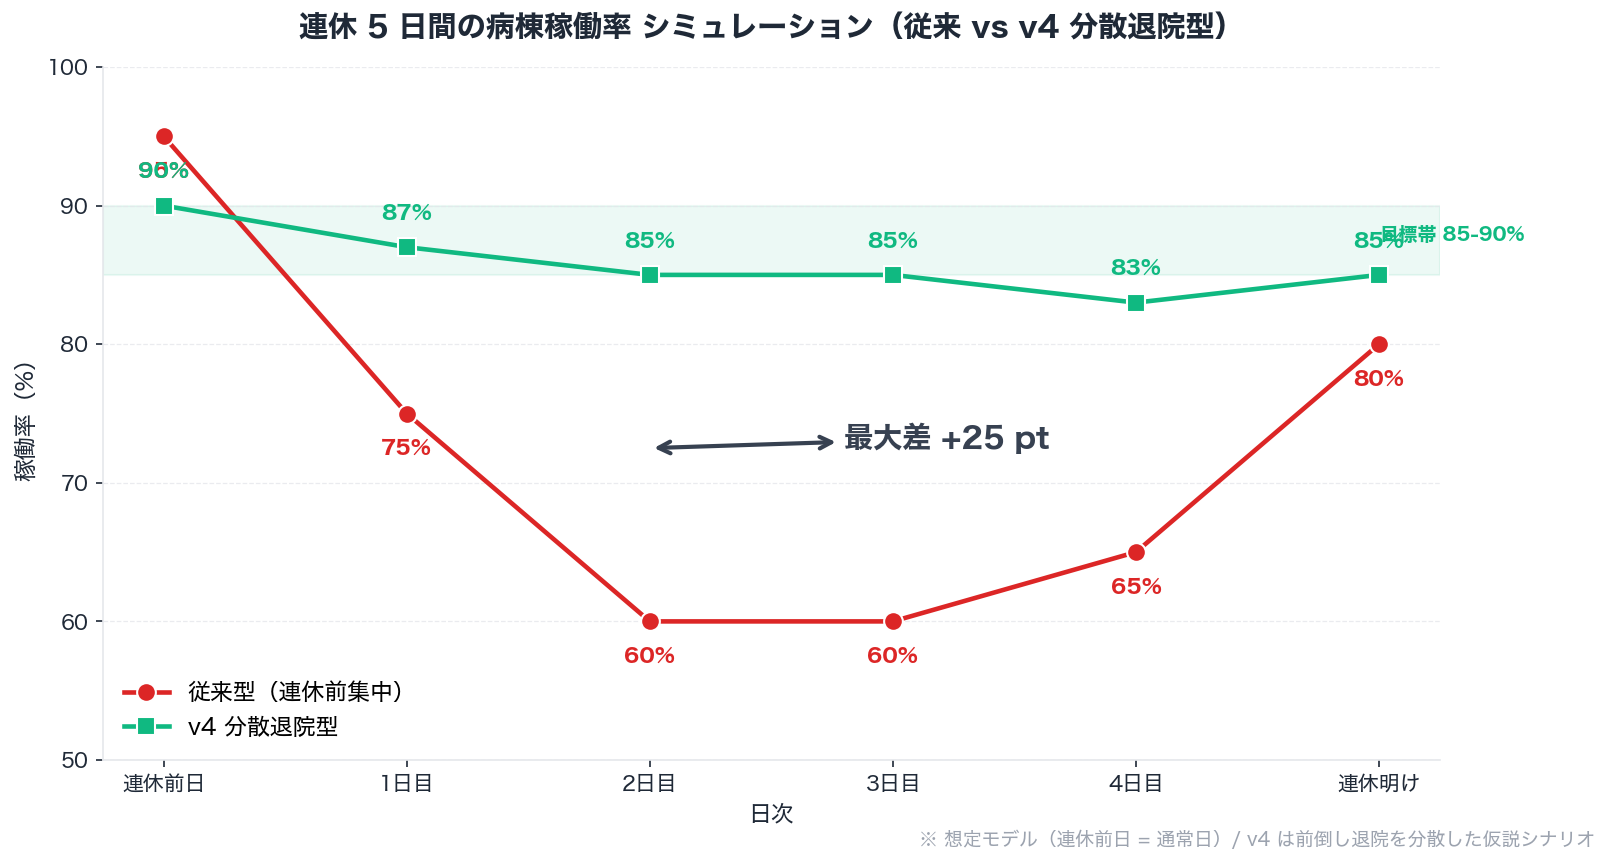 連休 5 日間の病棟稼働率 シミュレーション（従来 vs v4 分散退院型）
稼働率（%）
100
90
80
70
60
50
90%
87%
85%
85%
83%
85%
目標帯 85-90%
75%
60%
60%
65%
80%
最大差 +25 pt
従来型（連休前集中）
v4 分散退院型
連休前日
1日目
2日目
3日目
4日目
連休明け
日次
※ 想定モデル（連休前日 = 通常日）/ v4 は前倒し退院を分散した仮説シナリオ